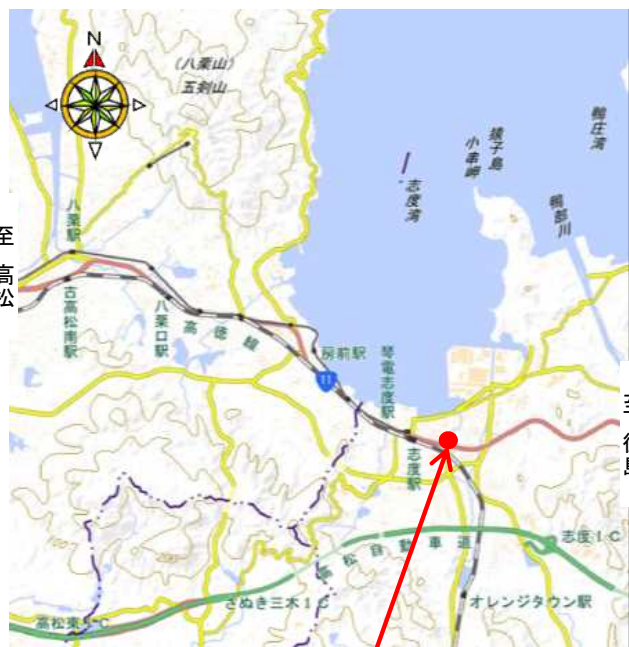 N
(八栗山)
五剣山
鴨庄湾
猿子島
小串岬
志度湾
鴨部川
八栗駅
至 高松
古高松南駅
八栗口駅
高徳線
房前駅
11
琴電志度駅
志度駅
至 徳島
高松自動車道
志度IC
さぬき三木IC
オレンジタウン駅
高松東IC